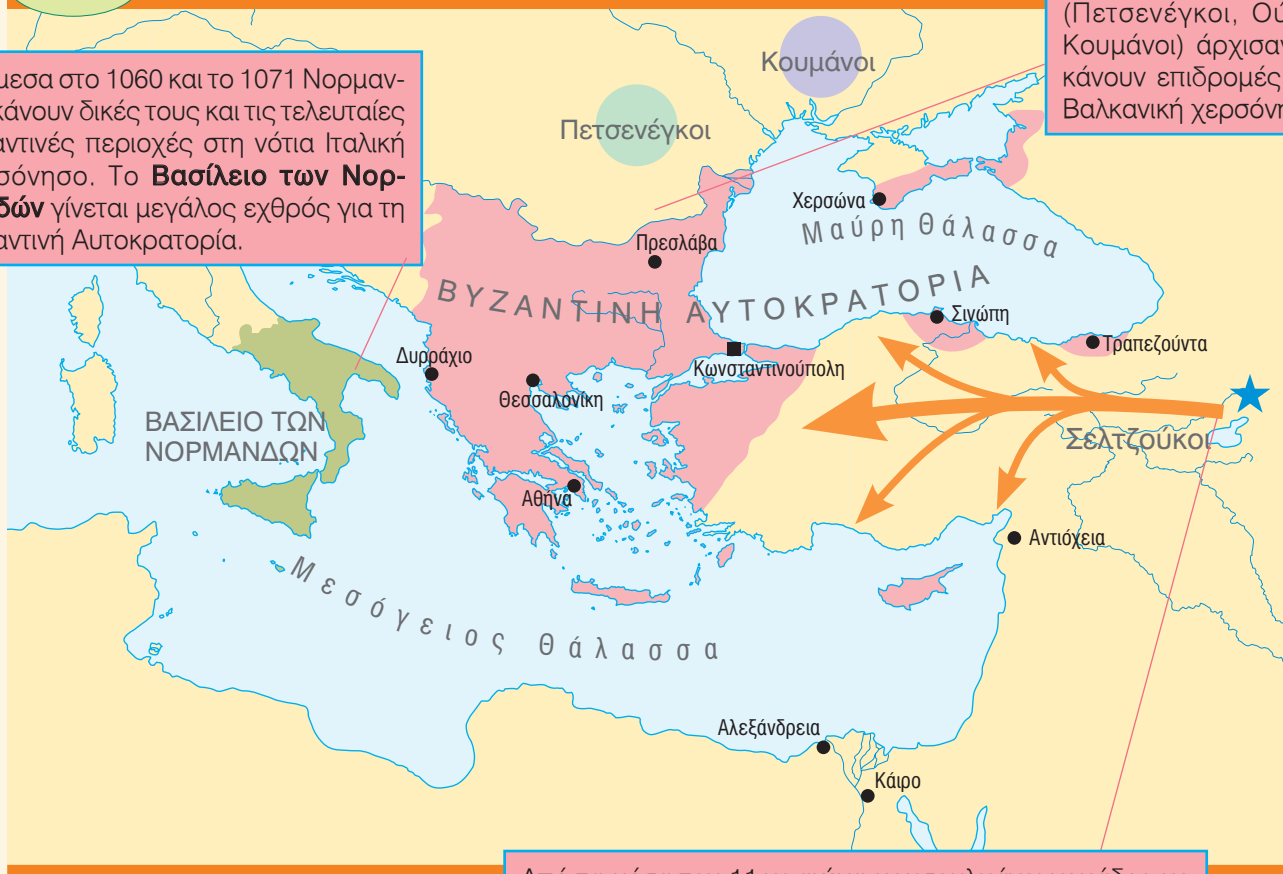 (Πετσενέγκοι,
Κουμάνοι) άρχισαν
κάνουν επιδρομές
Βαλκανική
μεσα στο 1060 και το 1071 Νορμαν-
κάνουν δικές τους και τις τελευταίες
αντινές περιοχές στη νότια Ιταλική
σόνησο. Το Βασίλειο των Νορ-
δών γίνεται μεγάλος εχθρός για τη
αντινή Αυτοκρατορία.
Κουμάνοι
Πετσενέγκοι
Χερσώνα
Μαύρη Θάλασσα
Πρεσλάβα
ΒΥΖΑΝΤΙΝΗ ΑΥΤΟΚΡΑΤΟΡΙΑ
Σινώπη
Τραπεζούντα
Δυρράχιο
Κωνσταντινούπολη
Θεσσαλονίκη
ΒΑΣΙΛΕΙΟ ΤΩΝ
ΝΟΡΜΑΝΔΩΝ
Σελτζούκοι
Αθήνα
Αντιόχεια
Μεσόγειος Θάλασσα
Αλεξάνδρεια
Κάιρο